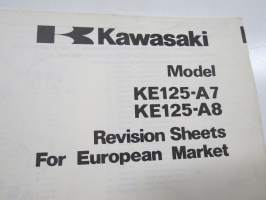 Kawasaki
Model
KE125-A7
KE125-A8
Revision Sheets
For European Market